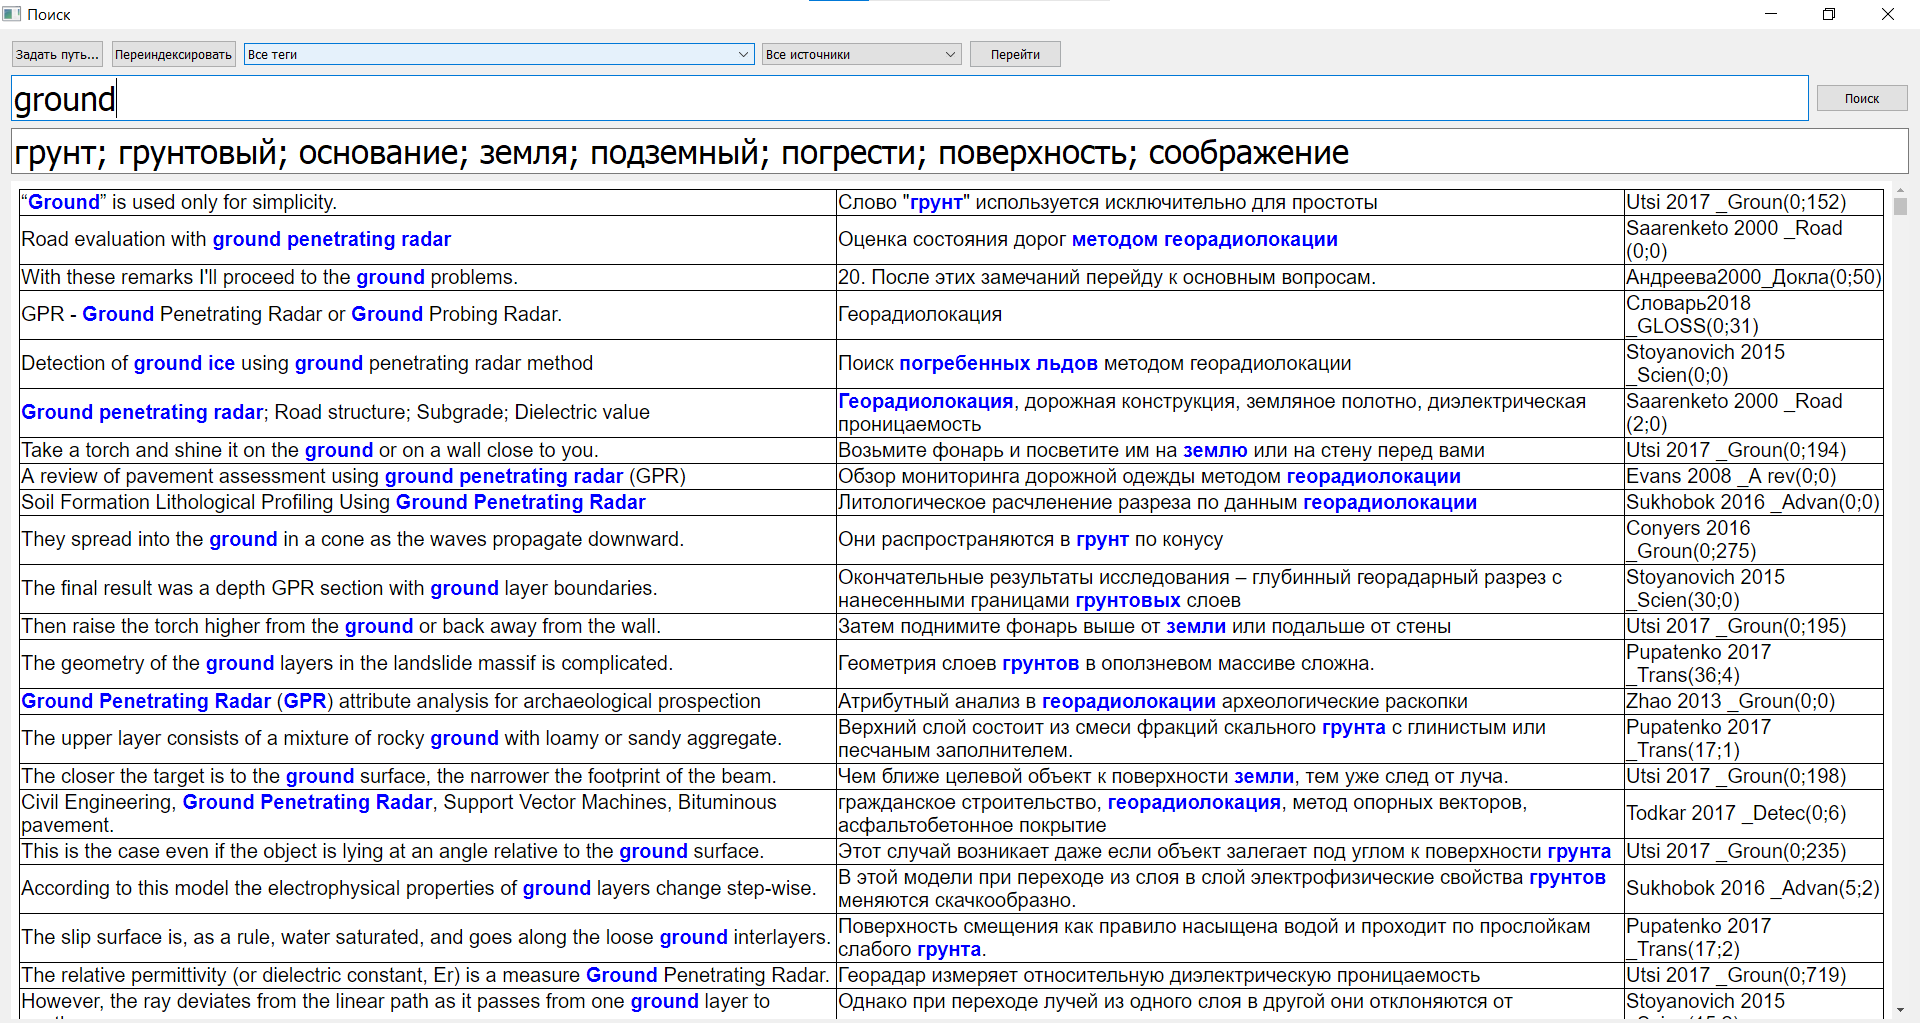 Поиск
Задать путь... Переиндексировать Все теги Все источники Перейти
ground Поиск
грунт; грунтовый; основание; земля; подземный; погрести; поверхность; соображение
“Ground” is used only for simplicity.
Слово "грунт" используется исключительно для простоты
Utsi 2017 _Groun(0;152)
Road evaluation with ground penetrating radar
Оценка состояния дорог методом георадиолокации
Saarenketo 2000 _Road
(0;0)
With these remarks I'll proceed to the ground problems.
20. После этих замечаний перейду к основным вопросам.
Андреева2000_Докла(0;50)
GPR - Ground Penetrating Radar or Ground Probing Radar.
Георадиолокация
Словарь2018
_GLOSS(0;31)
Detection of ground ice using ground penetrating radar method
Поиск погребенных льдов методом георадиолокации
Stoyanovich 2015
_Scien(0;0)
Ground penetrating radar; Road structure; Subgrade; Dielectric value
Георадиолокация, дорожная конструкция, земляное полотно, диэлектрическая
проницаемость
Saarenketo 2000 _Road
(2;0)
Take a torch and shine it on the ground or on a wall close to you.
Возьмите фонарь и посветите им на землю или на стену перед вами
Utsi 2017 _Groun(0;194)
A review of pavement assessment using ground penetrating radar (GPR)
Обзор мониторинга дорожной одежды методом георадиолокации
Evans 2008 _A rev(0;0)
Soil Formation Lithological Profiling Using Ground Penetrating Radar
Литологическое расчленение разреза по данным георадиолокации
Sukhobok 2016 _Advan(0;0)
They spread into the ground in a cone as the waves propagate downward.
Они распространяются в грунт по конусу
Conyers 2016
_Groun(0;275)
The final result was a depth GPR section with ground layer boundaries.
Окончательные результаты исследования – глубинный георадарный разрез с
нанесенными границами грунтовых слоев
Stoyanovich 2015
_Scien(30;0)
Then raise the torch higher from the ground or back away from the wall.
Затем поднимите фонарь выше от земли или подальше от стены
Utsi 2017 _Groun(0;195)
The geometry of the ground layers in the landslide massif is complicated.
Геометрия слоев грунтов в оползневом массиве сложна.
Pupatenko 2017
_Trans(36;4)
Ground Penetrating Radar (GPR) attribute analysis for archaeological prospection
Атрибутный анализ в георадиолокации археологические раскопки
Zhao 2013 _Groun(0;0)
The upper layer consists of a mixture of rocky ground with loamy or sandy aggregate.
Верхний слой состоит из смеси фракций скального грунта с глинистым или
песчаным заполнителем.
Pupatenko 2017
_Trans(17;1)
The closer the target is to the ground surface, the narrower the footprint of the beam.
Чем ближе целевой объект к поверхности земли, тем уже след от луча.
Utsi 2017 _Groun(0;198)
Civil Engineering, Ground Penetrating Radar, Support Vector Machines, Bituminous
pavement.
гражданское строительство, георадиолокация, метод опорных векторов,
асфальтобетонное покрытие
Todkar 2017 _Detec(0;6)
This is the case even if the object is lying at an angle relative to the ground surface.
Этот случай возникает даже если объект залегает под углом к поверхности грунта
Utsi 2017 _Groun(0;235)
According to this model the electrophysical properties of ground layers change step-wise.
В этой модели при переходе из слоя в слой электрофизические свойства грунтов
меняются скачкообразно.
Sukhobok 2016 _Advan(5;2)
The slip surface is, as a rule, water saturated, and goes along the loose ground interlayers.
Поверхность смещения как правило насыщена водой и проходит по прослойкам
слабого грунта.
Pupatenko 2017
_Trans(17;2)
The relative permittivity (or dielectric constant, Er) is a measure Ground Penetrating Radar.
Георадар измеряет относительную диэлектрическую проницаемость
Utsi 2017 _Groun(0;719)
However, the ray deviates from the linear path as it passes from one ground layer to
Однако при переходе лучей из одного слоя в другой они отклоняются от
Stoyanovich 2015